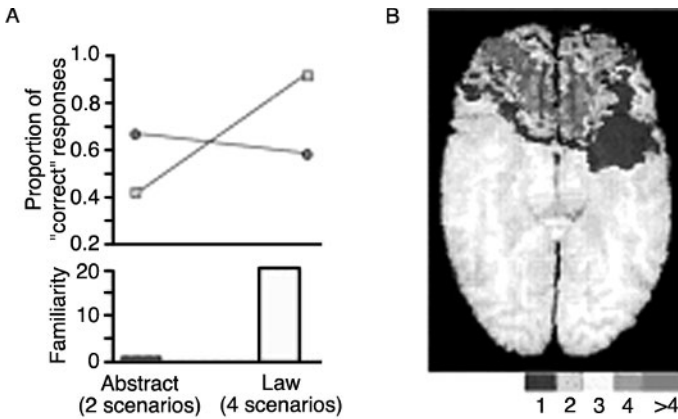 A
Proportion of
"correct" responses
1.0
0.8
0.6
0.4
0.2
Familiarity
20
10
0
Abstract
(2 scenarios)
Law
(4 scenarios)
B
1 2 3 4 >4